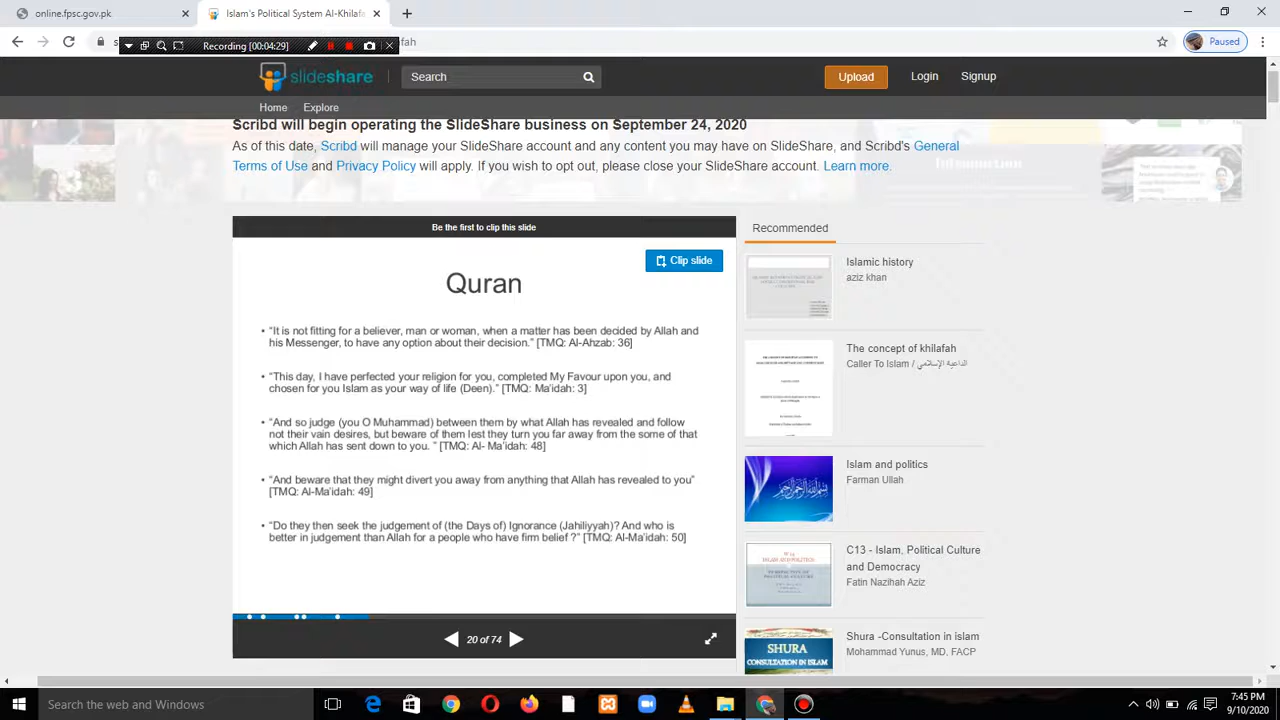 online.fpsc.gov.pk
Islam's Political System Al-Khilafa
Recording [00:04:29]
Paused
slideshare
Search
Upload
Login
Signup
Home
Explore
Scribd will begin operating the SlideShare business on September 24, 2020
As of this date, Scribd will manage your SlideShare account and any content you may have on SlideShare, and Scribd's General
Terms of Use and Privacy Policy will apply. If you wish to opt out, please close your SlideShare account. Learn more.
Be the first to clip this slide
Clip slide
Quran
• “It is not fitting for a believer, man or woman, when a matter has been decided by Allah and
his Messenger, to have any option about their decision.” [TMQ: Al-Ahzab: 36]
• “This day, I have perfected your religion for you, completed My Favour upon you, and
chosen for you Islam as your way of life (Deen).” [TMQ: Ma'idah: 3]
• “And so judge (you O Muhammad) between them by what Allah has revealed and follow
not their vain desires, but beware of them lest they turn you far away from the some of that
which Allah has sent down to you. ” [TMQ: Al- Ma'idah: 48]
• “And beware that they might divert you away from anything that Allah has revealed to you”
[TMQ: Al-Ma'idah: 49]
• “Do they then seek the judgement of (the Days of) Ignorance (Jahiliyyah)? And who is
better in judgement than Allah for a people who have firm belief ?” [TMQ: Al-Ma'idah: 50]
20 of 74
Recommended
Islamic history
aziz khan
The concept of khilafah
Caller To Islam / الداعية الإسلامي
Islam and politics
Farman Ullah
C13 - Islam, Political Culture
and Democracy
Fatin Nazihah Aziz
Shura -Consultation in islam
Mohammad Yunus, MD, FACP
SHURA
CONSULTATION IN ISLAM
Search the web and Windows
7:45 PM
9/10/2020